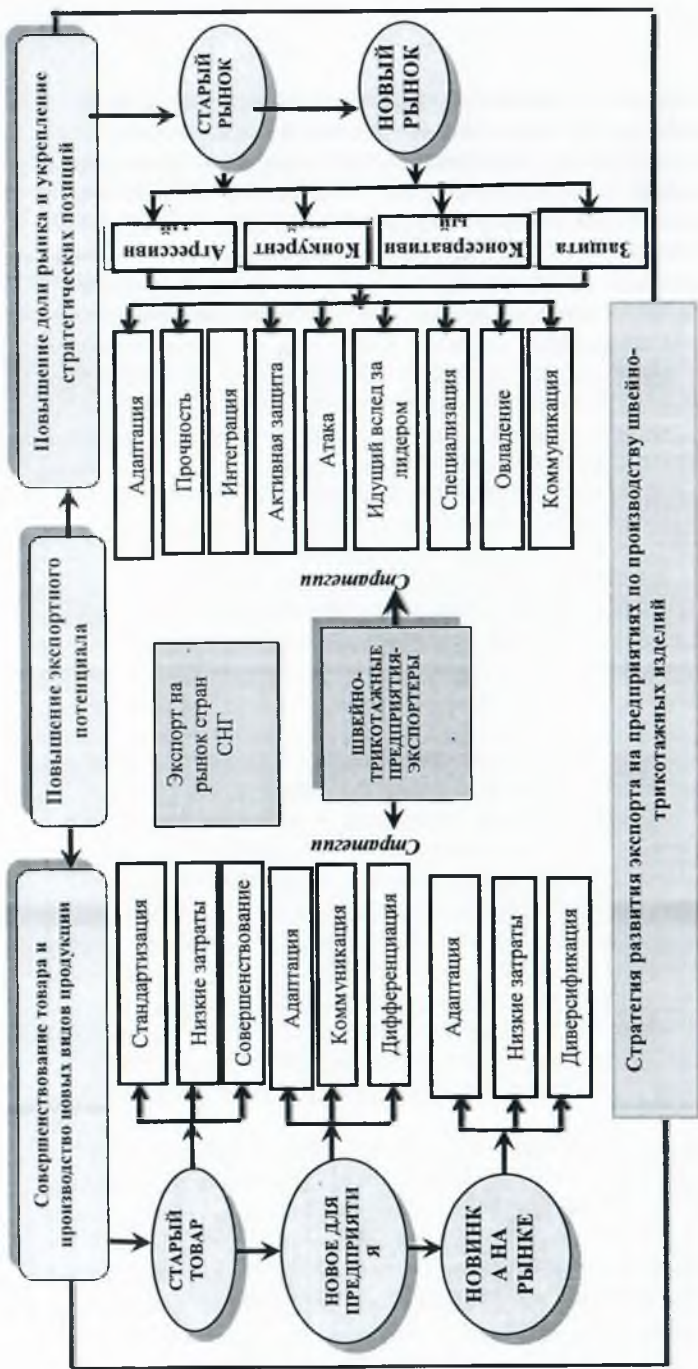 Совершенствование товара и
производство новых видов продукции
Повышение экспортного
потенциала
Повышение доли рынка и укрепление
стратегических позиций
СТАРЫЙ
ТОВАР
Стандартизация
Низкие затраты
Совершенствование
НОВОЕ ДЛЯ
ПРЕДПРИЯТИ
Я
Адаптация
Коммуникация
Дифференциация
НОВИНК
А НА
РЫНКЕ
Адаптация
Низкие затраты
Диверсификация
Экспорт на
рынок стран
СНГ
Стратегии
ШВЕЙНО-
ТРИКОТАЖНЫЕ
ПРЕДПРИЯТИЯ-
ЭКСПОРТЕРЫ
Стратегии
Адаптация
Прочность
Интеграция
Активная защита
Атака
Идущий вслед за
лидером
Специализация
Овладение
Коммуникация
Агрессивн
Конкурент
Консервативн
ый
Защита
СТАРЫЙ
РЫНОК
НОВЫЙ
РЫНОК
Стратегия развития экспорта на предприятиях по производству швейно-
трикотажных изделий